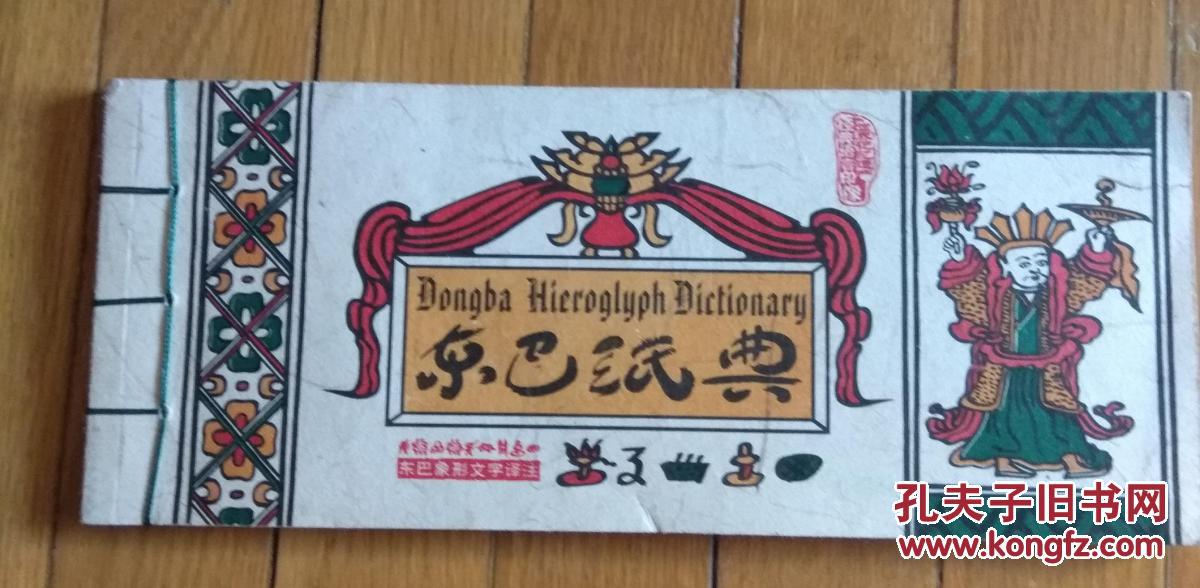 Dongba Hieroglyph Dictionary
东巴纸典
东巴象形文字译注
孔夫子旧书网
www.kongfz.com